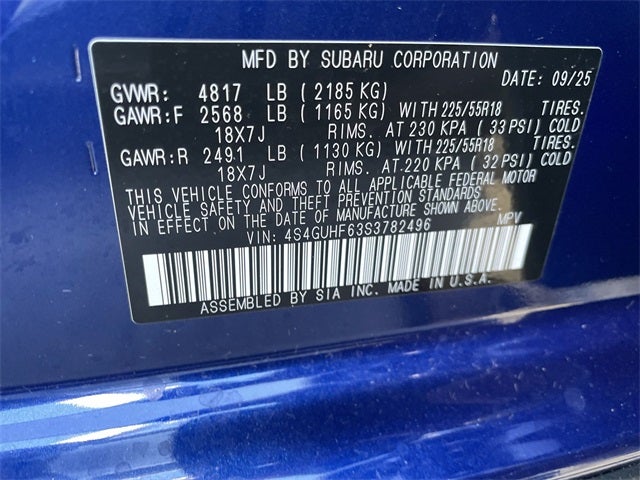 MFD BY SUBARU CORPORATION
DATE: 09/25
GVWR: 4817 LB ( 2185 KG)
GAWR: F 2568 LB ( 1165 KG) WITH 225/55R18 TIRES.
18X7J RIMS. AT 230 KPA ( 33 PSI) COLD
GAWR: R 2491 LB ( 1130 KG) WITH 225/55R18 TIRES.
18X7J RIMS. AT 220 KPA ( 32 PSI) COLD
THIS VEHICLE CONFORMS TO ALL APPLICABLE FEDERAL MOTOR
VEHICLE SAFETY AND THEFT PREVENTION STANDARDS
IN EFFECT ON THE DATE OF MANUFACTURE SHOWN ABOVE.
VIN: 4S4GUHF63S3782496 MPV
ASSEMBLED BY SIA INC. MADE IN U.S.A.